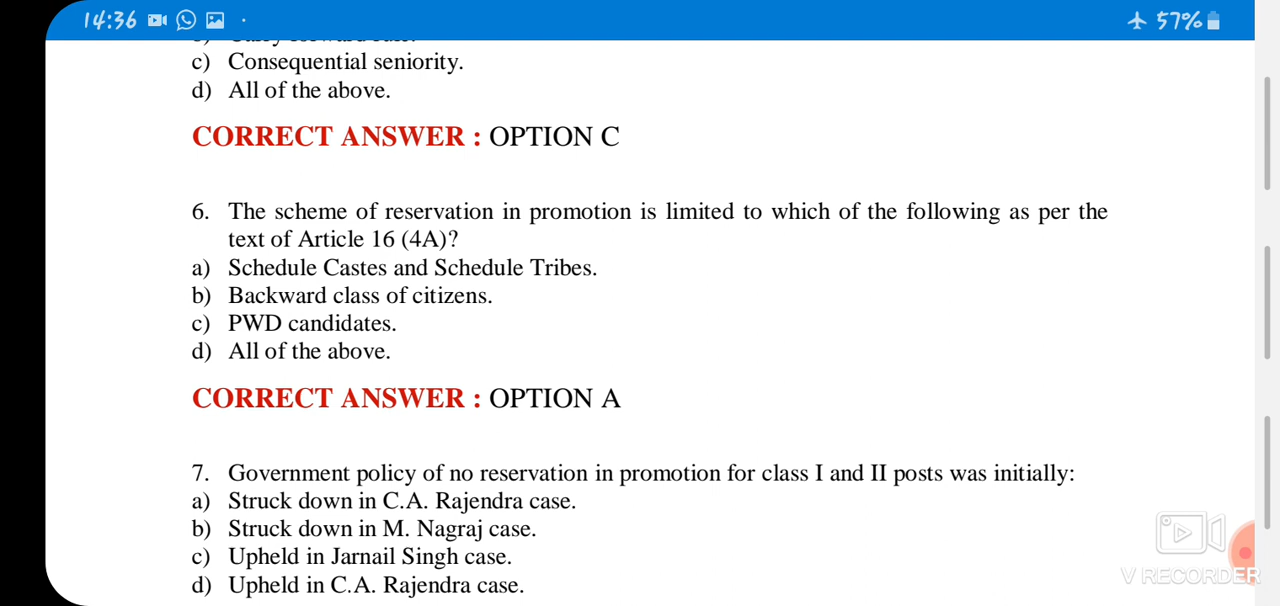 14:36
57%
c) Consequential seniority.
d) All of the above.
CORRECT ANSWER : OPTION C
6. The scheme of reservation in promotion is limited to which of the following as per the
text of Article 16 (4A)?
a) Schedule Castes and Schedule Tribes.
b) Backward class of citizens.
c) PWD candidates.
d) All of the above.
CORRECT ANSWER : OPTION A
7. Government policy of no reservation in promotion for class I and II posts was initially:
a) Struck down in C.A. Rajendra case.
b) Struck down in M. Nagraj case.
c) Upheld in Jarnail Singh case.
d) Upheld in C.A. Rajendra case.
V RECORDER